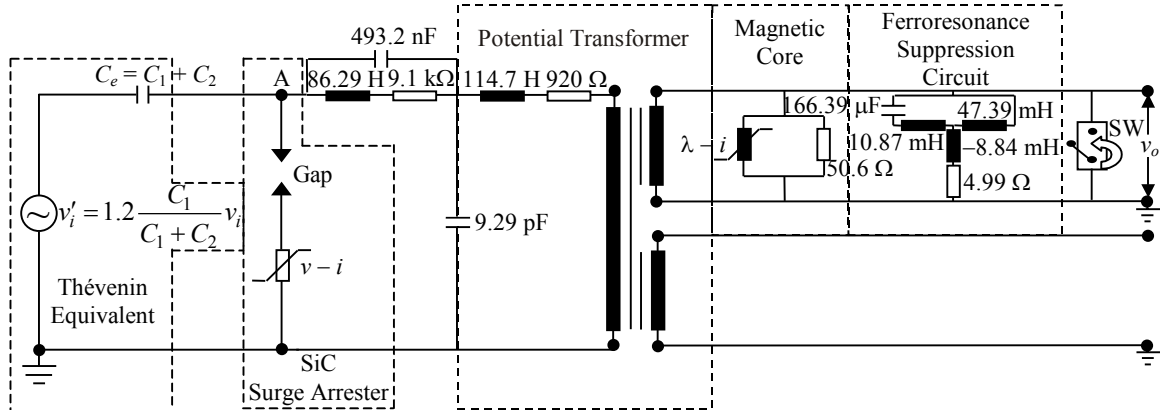 493.2 nF
Potential Transformer
Magnetic
Core
Ferroresonance
Suppression
Circuit
C_e = C_1 + C_2
A
86.29 H 9.1 kΩ
114.7 H 920 Ω
166.39 μF
47.39 mH
SW
λ – i
10.87 mH
–8.84 mH
v_o
50.6 Ω
4.99 Ω
Gap
v_i′ = 1.2 C_1 / (C_1 + C_2) v_i
9.29 pF
v – i
Thévenin
Equivalent
SiC
Surge Arrester